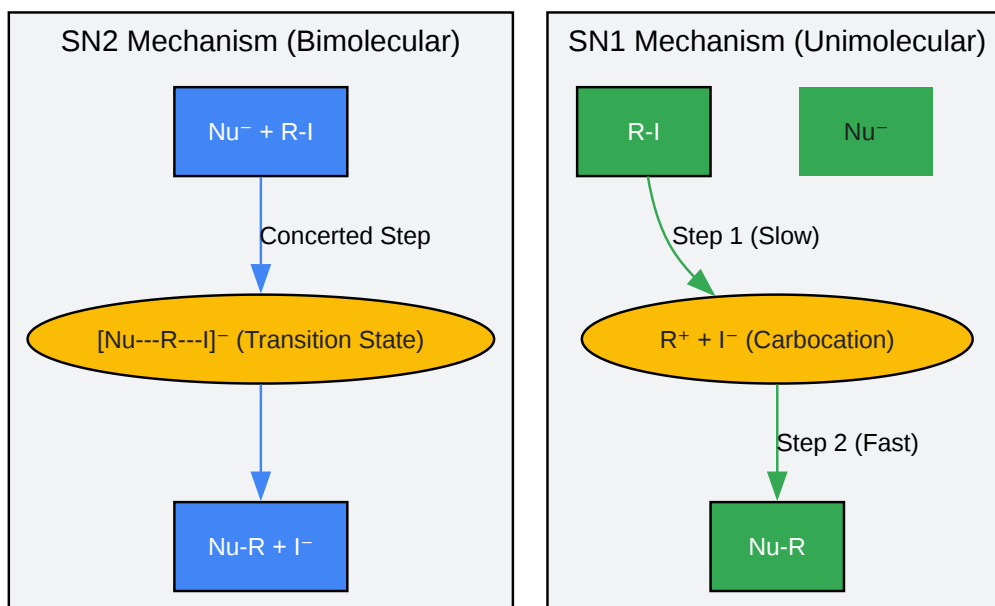 SN2 Mechanism (Bimolecular)
Nu⁻ + R-I
Concerted Step
[Nu---R---I]⁻ (Transition State)
Nu-R + I⁻
SN1 Mechanism (Unimolecular)
R-I
Nu⁻
Step 1 (Slow)
R⁺ + I⁻ (Carbocation)
Step 2 (Fast)
Nu-R